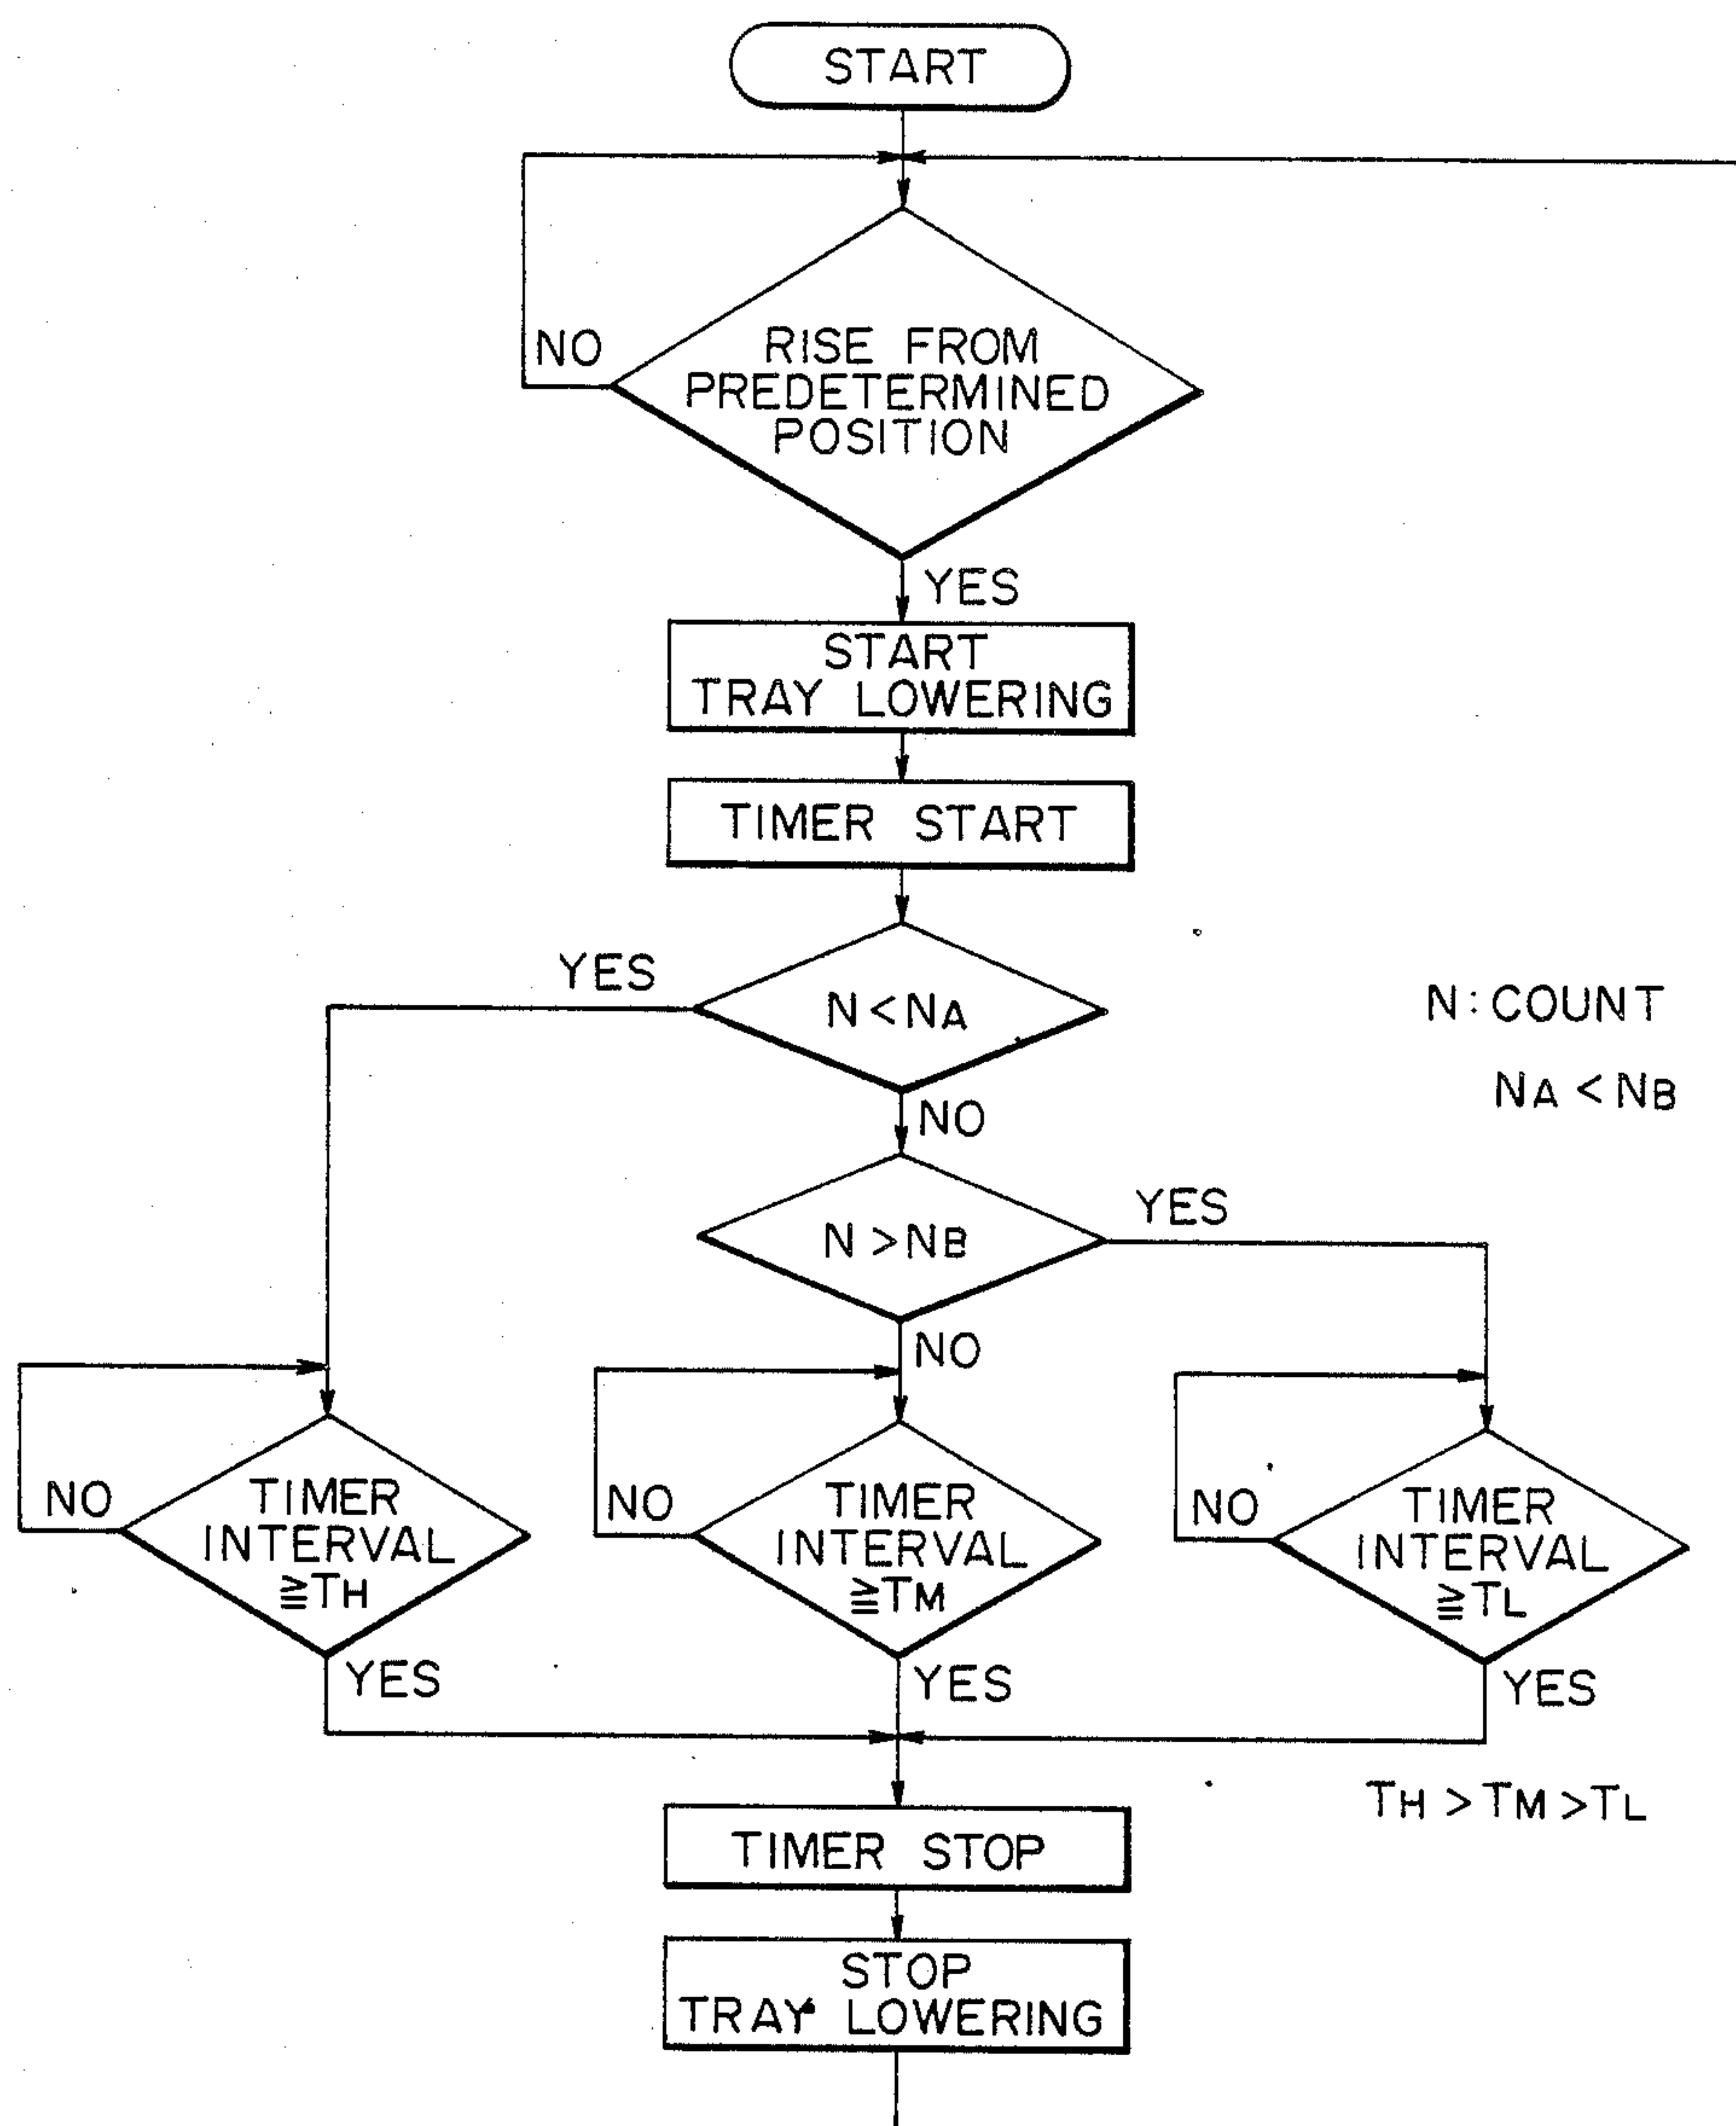 START
NO
RISE FROM
PREDETERMINED
POSITION
YES
START
TRAY LOWERING
TIMER START
YES
N < NA
N : COUNT
NA < NB
NO
N > NB
YES
NO
NO
TIMER
INTERVAL
≧TH
YES
NO
TIMER
INTERVAL
≧TM
YES
NO
TIMER
INTERVAL
≧TL
YES
TH > TM > TL
TIMER STOP
STOP
TRAY LOWERING